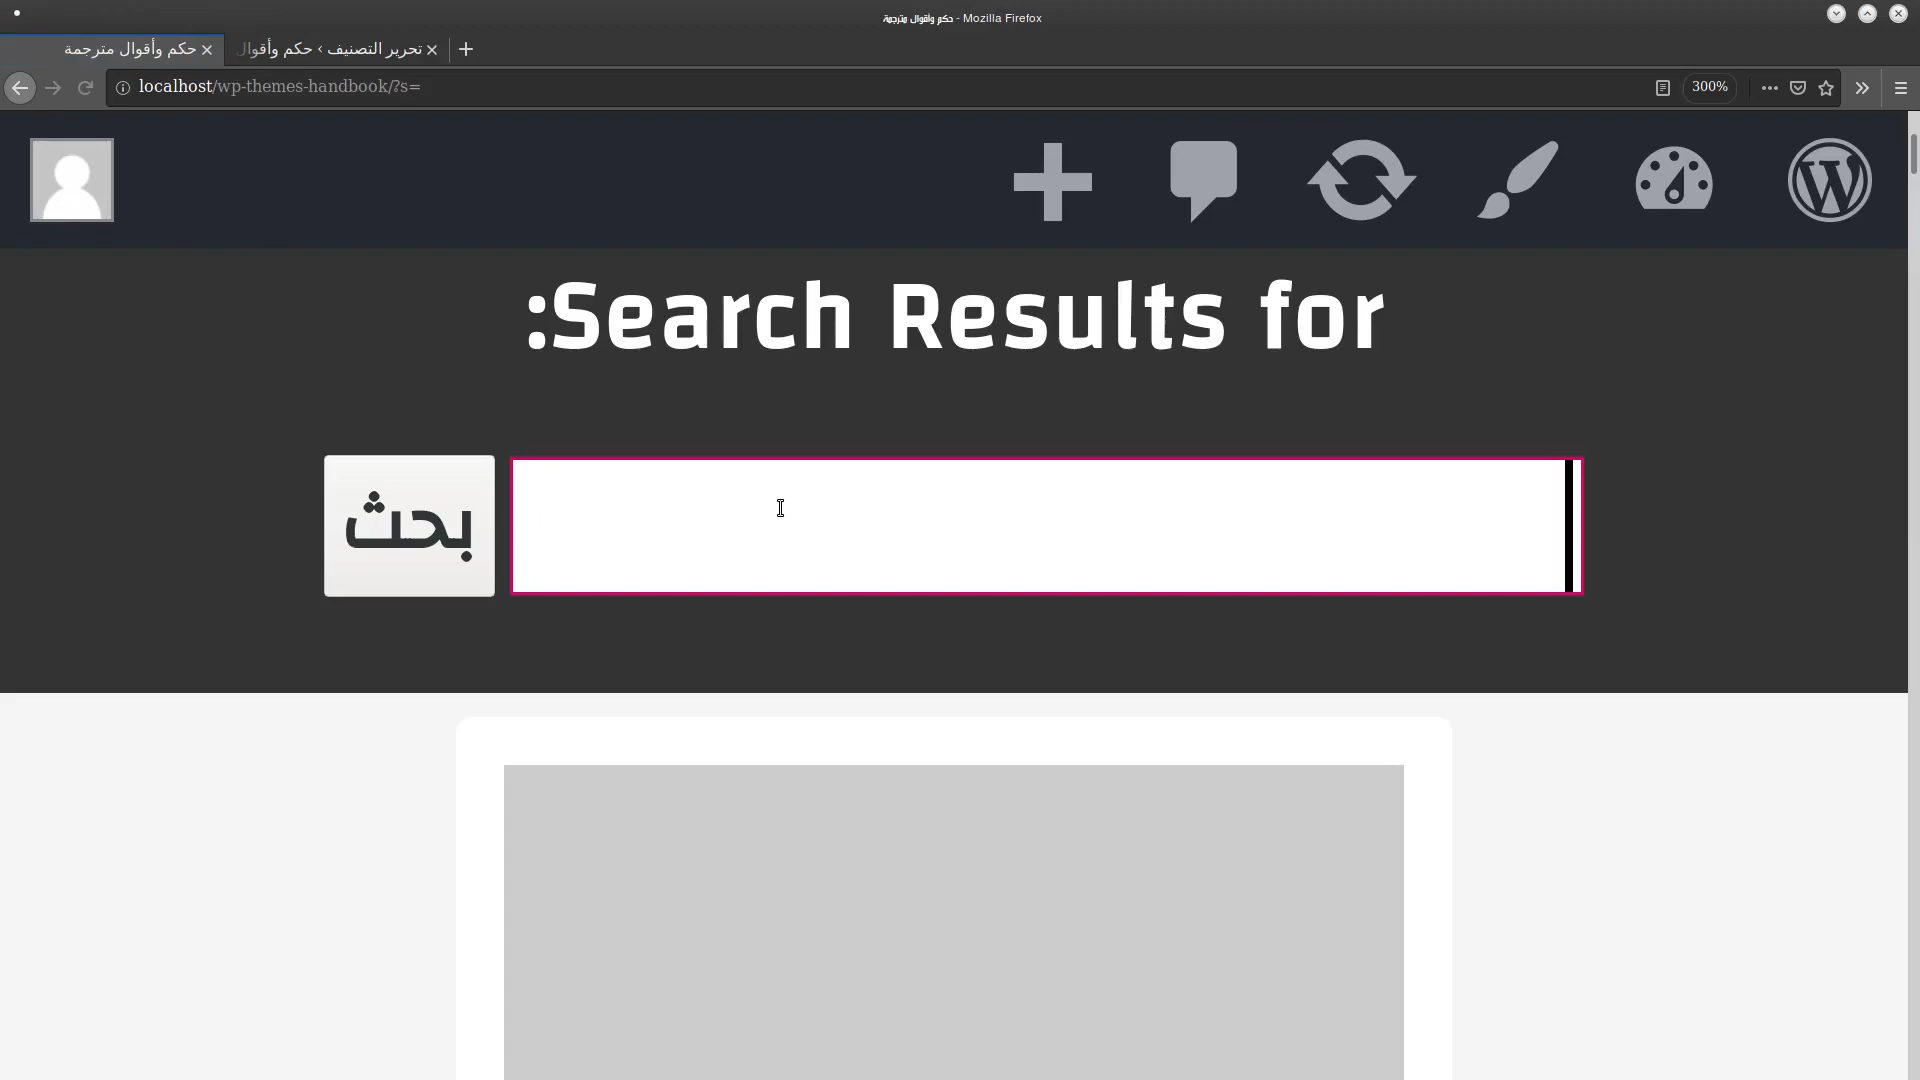 حكم وأقوال مترجمة - Mozilla Firefox
حكم وأقوال مترجمة
تحرير التصنيف › حكم وأقوال
localhost/wp-themes-handbook/?s=
300%
Search Results for:
بحث